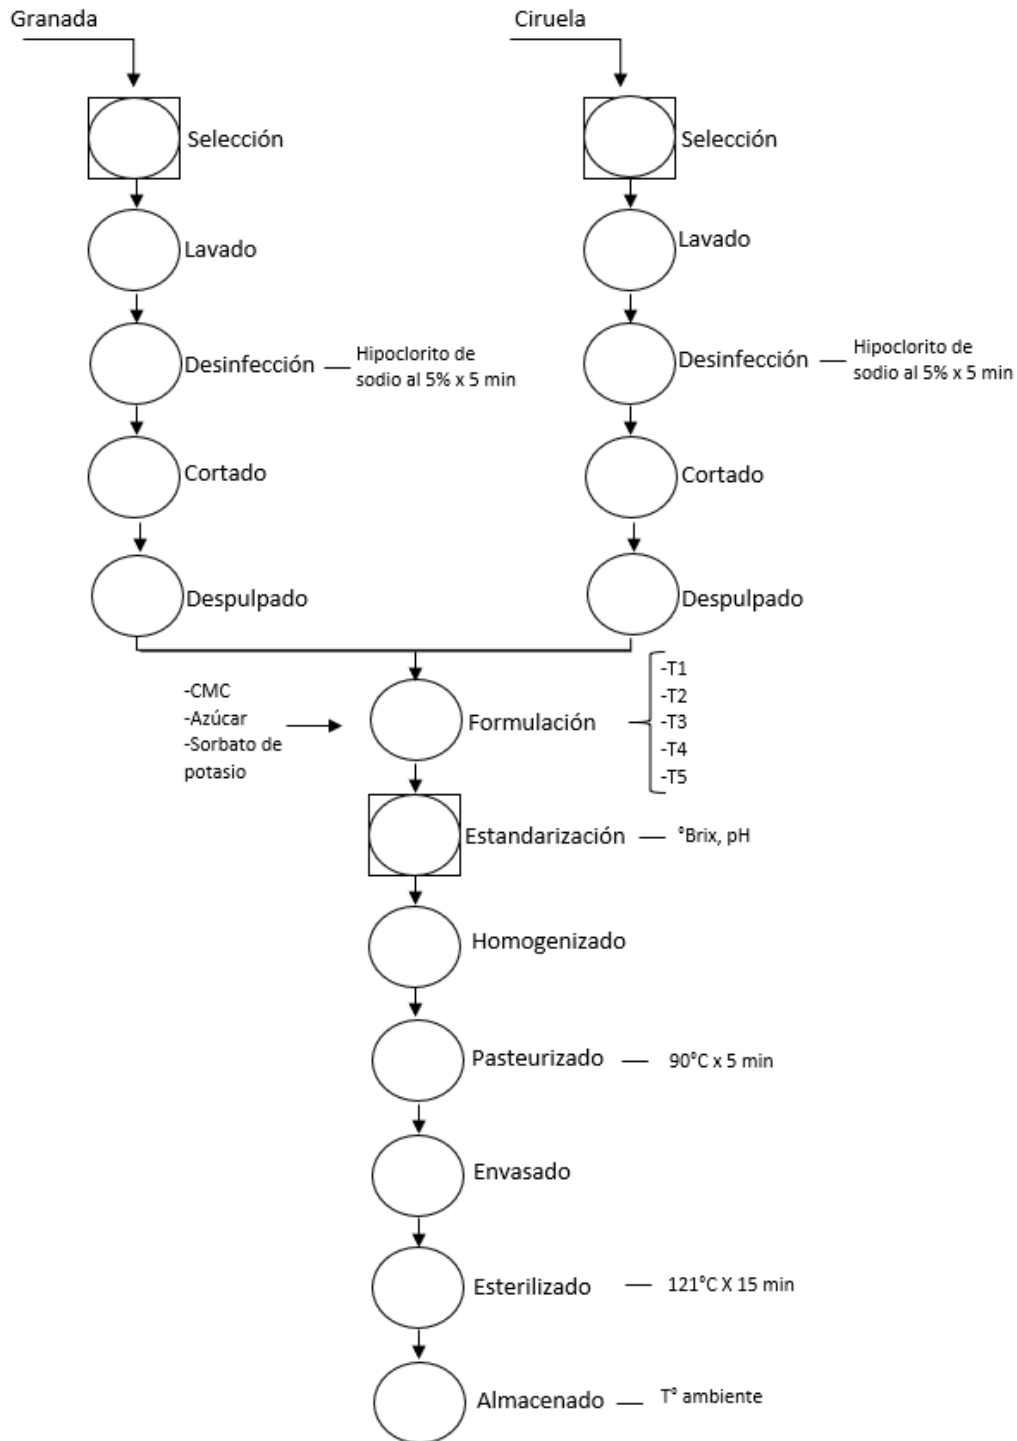 Granada
Ciruela
Selección
Selección
Lavado
Lavado
Desinfección
Hipoclorito de
sodio al 5% x 5 min
Desinfección
Hipoclorito de
sodio al 5% x 5 min
Cortado
Cortado
Despulpado
Despulpado
-CMC
-Azúcar
-Sorbato de
potasio
Formulación
-T1
-T2
-T3
-T4
-T5
Estandarización
°Brix, pH
Homogenizado
Pasteurizado
90°C x 5 min
Envasado
Esterilizado
121°C X 15 min
Almacenado
T° ambiente